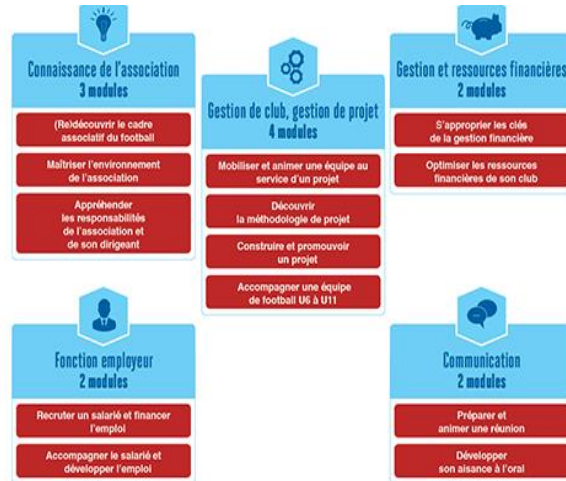 Connaissance de l'association
3 modules
(Re)découvrir le cadre
associatif du football
Maîtriser l'environnement
de l'association
Appréhender
les responsabilités
de l'association et
de son dirigeant
Gestion de club, gestion de projet
4 modules
Mobiliser et animer une équipe au
service d'un projet
Découvrir
la méthodologie de projet
Construire et promouvoir
un projet
Accompagner une équipe
de football U6 à U11
Gestion et ressources financières
2 modules
S'approprier les clés
de la gestion financière
Optimiser les ressources
financières de son club
Fonction employeur
2 modules
Recruter un salarié et financer
l'emploi
Accompagner le salarié et
développer l'emploi
Communication
2 modules
Préparer et
animer une réunion
Développer
son aisance à l'oral